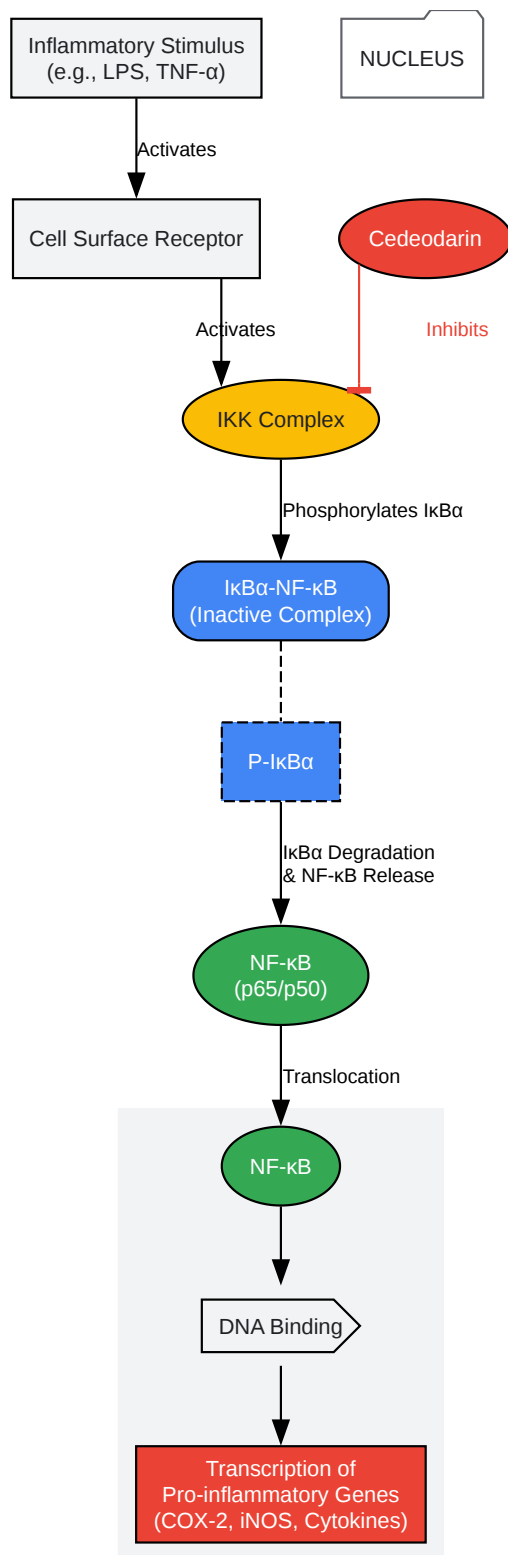 Inflammatory Stimulus
(e.g., LPS, TNF-α)
NUCLEUS
Activates
Cell Surface Receptor
Cedeodarin
Activates
Inhibits
IKK Complex
Phosphorylates IκBα
IκBα-NF-κB
(Inactive Complex)
P-IκBα
IκBα Degradation
& NF-κB Release
NF-κB
(p65/p50)
Translocation
NF-κB
DNA Binding
Transcription of
Pro-inflammatory Genes
(COX-2, iNOS, Cytokines)